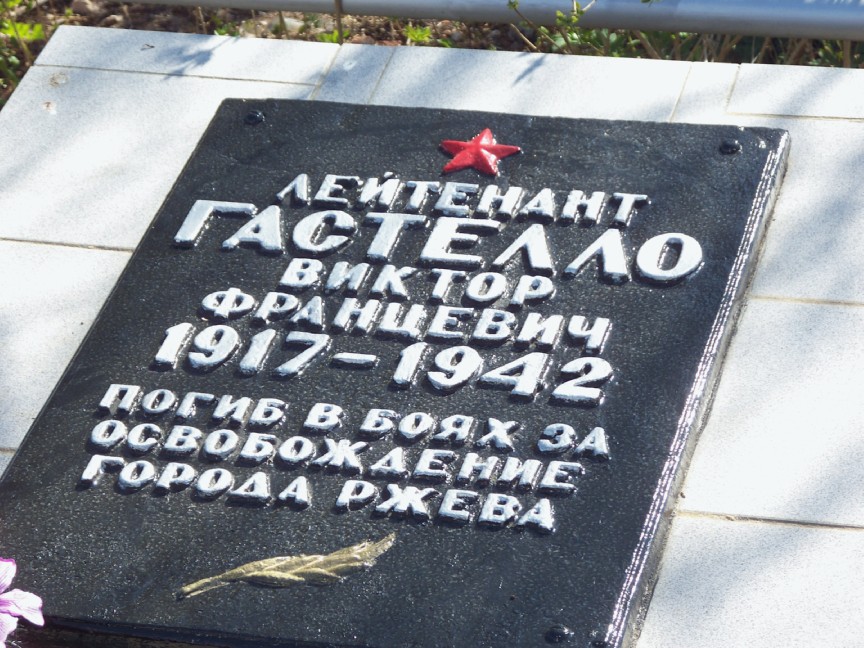 ЛЕЙТЕНАНТ
ГАСТЕЛЛО
ВИКТОР
ФРАНЦЕВИЧ
1917-1942
ПОГИБ В БОЯХ ЗА
ОСВОБОЖДЕНИЕ
ГОРОДА РЖЕВА